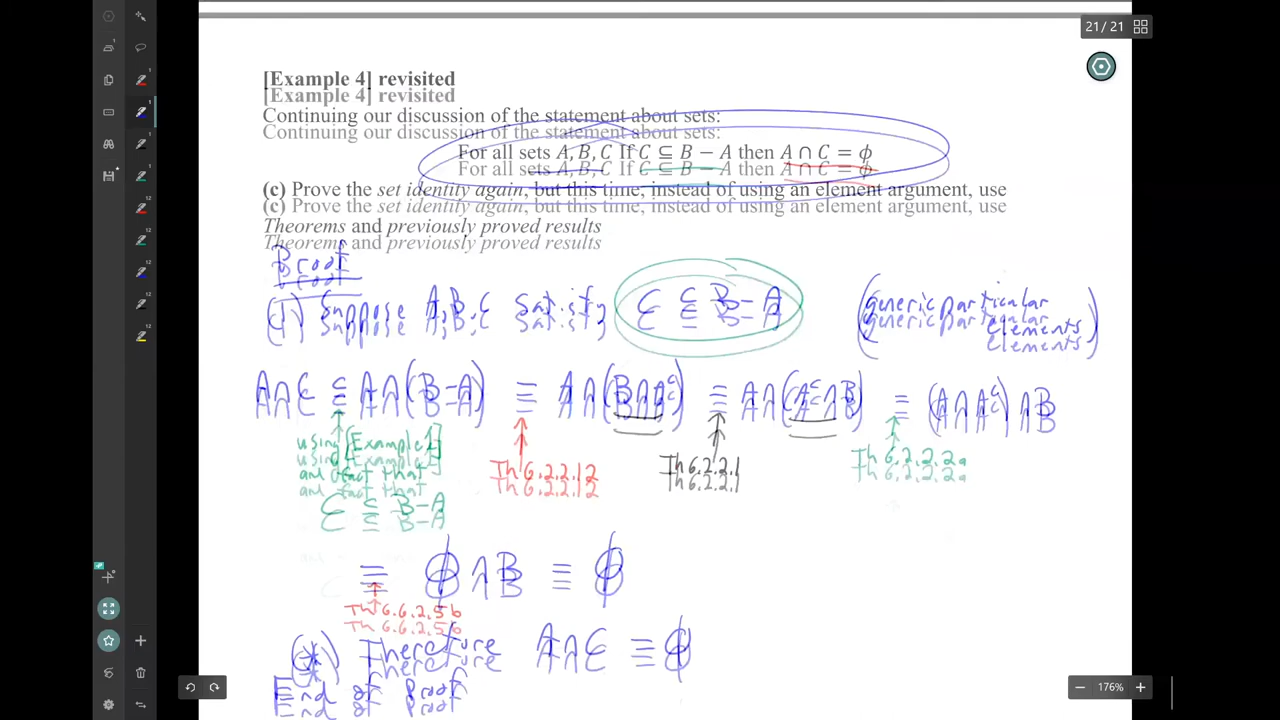 21/21
[Example 4] revisited
Continuing our discussion of the statement about sets:
For all sets A, B, C If C ⊆ B − A then A ∩ C = ϕ
(c) Prove the set identity again, but this time, instead of using an element argument, use
Theorems and previously proved results
Proof
(1) Suppose A, B, C satisfy C ⊆ B − A (generic particular elements)
A∩C ⊆ A∩(B−A) = A∩(B∩Aᶜ) = A∩(Aᶜ∩B) = (A∩Aᶜ)∩B
using [Example 1] and fact that C ⊆ B−A
Th 6.2.2.12
Th 6.2.2.1
Th 6.2.2.2a
= ϕ ∩ B = ϕ
Th 6.6.2.5b
(*) Therefore A∩C = ϕ
End of Proof
176%